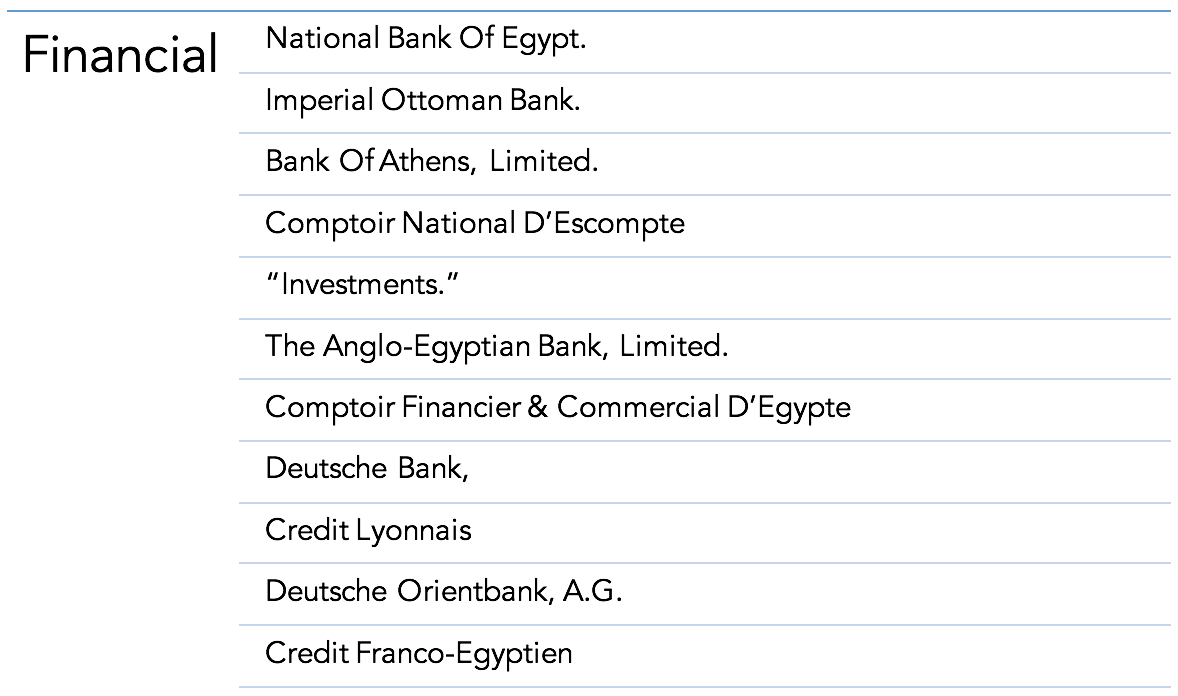 Financial
National Bank Of Egypt.
Imperial Ottoman Bank.
Bank Of Athens, Limited.
Comptoir National D’Escompte
“Investments.”
The Anglo-Egyptian Bank, Limited.
Comptoir Financier & Commercial D’Egypte
Deutsche Bank,
Credit Lyonnais
Deutsche Orientbank, A.G.
Credit Franco-Egyptien